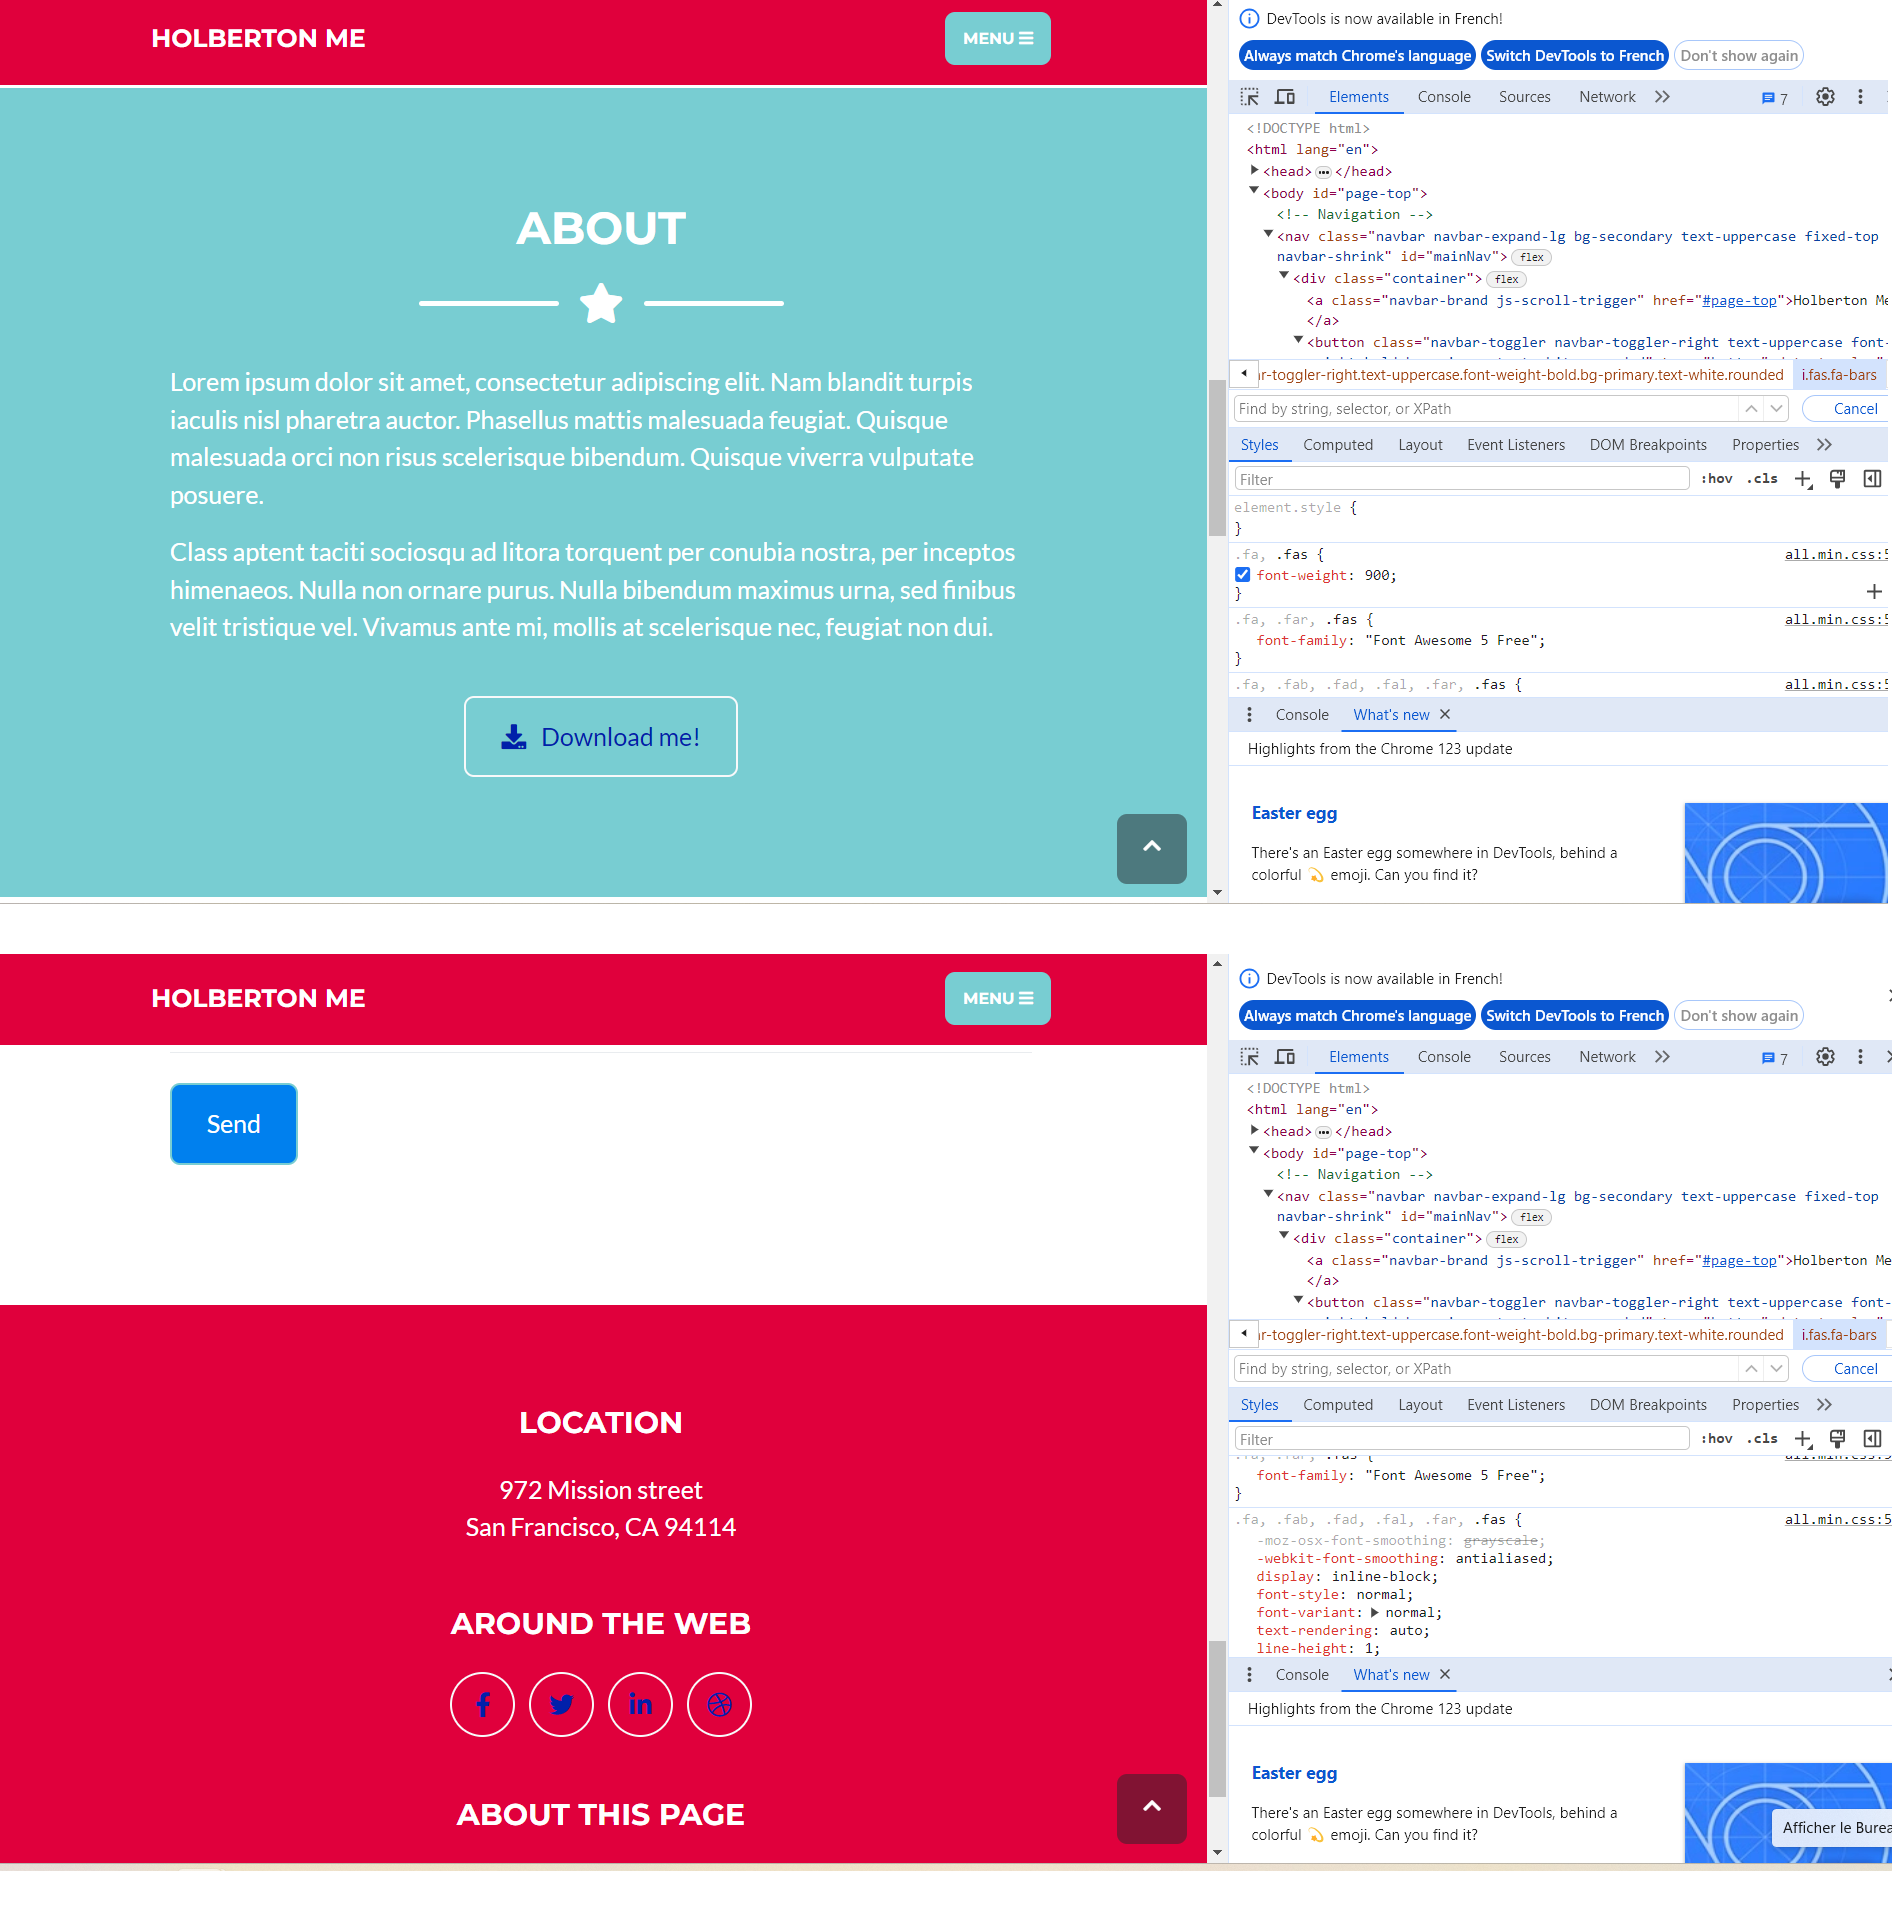 HOLBERTON ME
MENU
ABOUT
Lorem ipsum dolor sit amet, consectetur adipiscing elit. Nam blandit turpis
iaculis nisl pharetra auctor. Phasellus mattis malesuada feugiat. Quisque
malesuada orci non risus scelerisque bibendum. Quisque viverra vulputate
posuere.
Class aptent taciti sociosqu ad litora torquent per conubia nostra, per inceptos
himenaeos. Nulla non ornare purus. Nulla bibendum maximus urna, sed finibus
velit tristique vel. Vivamus ante mi, mollis at scelerisque nec, feugiat non dui.
Download me!
DevTools is now available in French!
Always match Chrome's language Switch DevTools to French Don't show again
Elements Console Sources Network 7
<!DOCTYPE html>
<html lang="en">
<head> ••• </head>
<body id="page-top">
<!-- Navigation -->
<nav class="navbar navbar-expand-lg bg-secondary text-uppercase fixed-top
navbar-shrink" id="mainNav"> flex
<div class="container"> flex
<a class="navbar-brand js-scroll-trigger" href="#page-top">Holberton Me
</a>
<button class="navbar-toggler navbar-toggler-right text-uppercase font-
r-toggler-right.text-uppercase.font-weight-bold.bg-primary.text-white.rounded i.fas.fa-bars
Find by string, selector, or XPath Cancel
Styles Computed Layout Event Listeners DOM Breakpoints Properties
Filter :hov .cls
element.style {
}
.fa, .fas { all.min.css:5
font-weight: 900;
}
.fa, .far, .fas { all.min.css:5
font-family: "Font Awesome 5 Free";
}
.fa, .fab, .fad, .fal, .far, .fas { all.min.css:5
Console What's new
Highlights from the Chrome 123 update
Easter egg
There's an Easter egg somewhere in DevTools, behind a
colorful 💫 emoji. Can you find it?
HOLBERTON ME
MENU
Send
LOCATION
972 Mission street
San Francisco, CA 94114
AROUND THE WEB
ABOUT THIS PAGE
DevTools is now available in French!
Always match Chrome's language Switch DevTools to French Don't show again
Elements Console Sources Network 7
<!DOCTYPE html>
<html lang="en">
<head> ••• </head>
<body id="page-top">
<!-- Navigation -->
<nav class="navbar navbar-expand-lg bg-secondary text-uppercase fixed-top
navbar-shrink" id="mainNav"> flex
<div class="container"> flex
<a class="navbar-brand js-scroll-trigger" href="#page-top">Holberton Me
</a>
<button class="navbar-toggler navbar-toggler-right text-uppercase font-
r-toggler-right.text-uppercase.font-weight-bold.bg-primary.text-white.rounded i.fas.fa-bars
Find by string, selector, or XPath Cancel
Styles Computed Layout Event Listeners DOM Breakpoints Properties
Filter :hov .cls
font-family: "Font Awesome 5 Free";
}
.fa, .fab, .fad, .fal, .far, .fas { all.min.css:5
-moz-osx-font-smoothing: grayscale;
-webkit-font-smoothing: antialiased;
display: inline-block;
font-style: normal;
font-variant: normal;
text-rendering: auto;
line-height: 1;
Console What's new
Highlights from the Chrome 123 update
Easter egg
There's an Easter egg somewhere in DevTools, behind a
colorful 💫 emoji. Can you find it?
Afficher le Burea